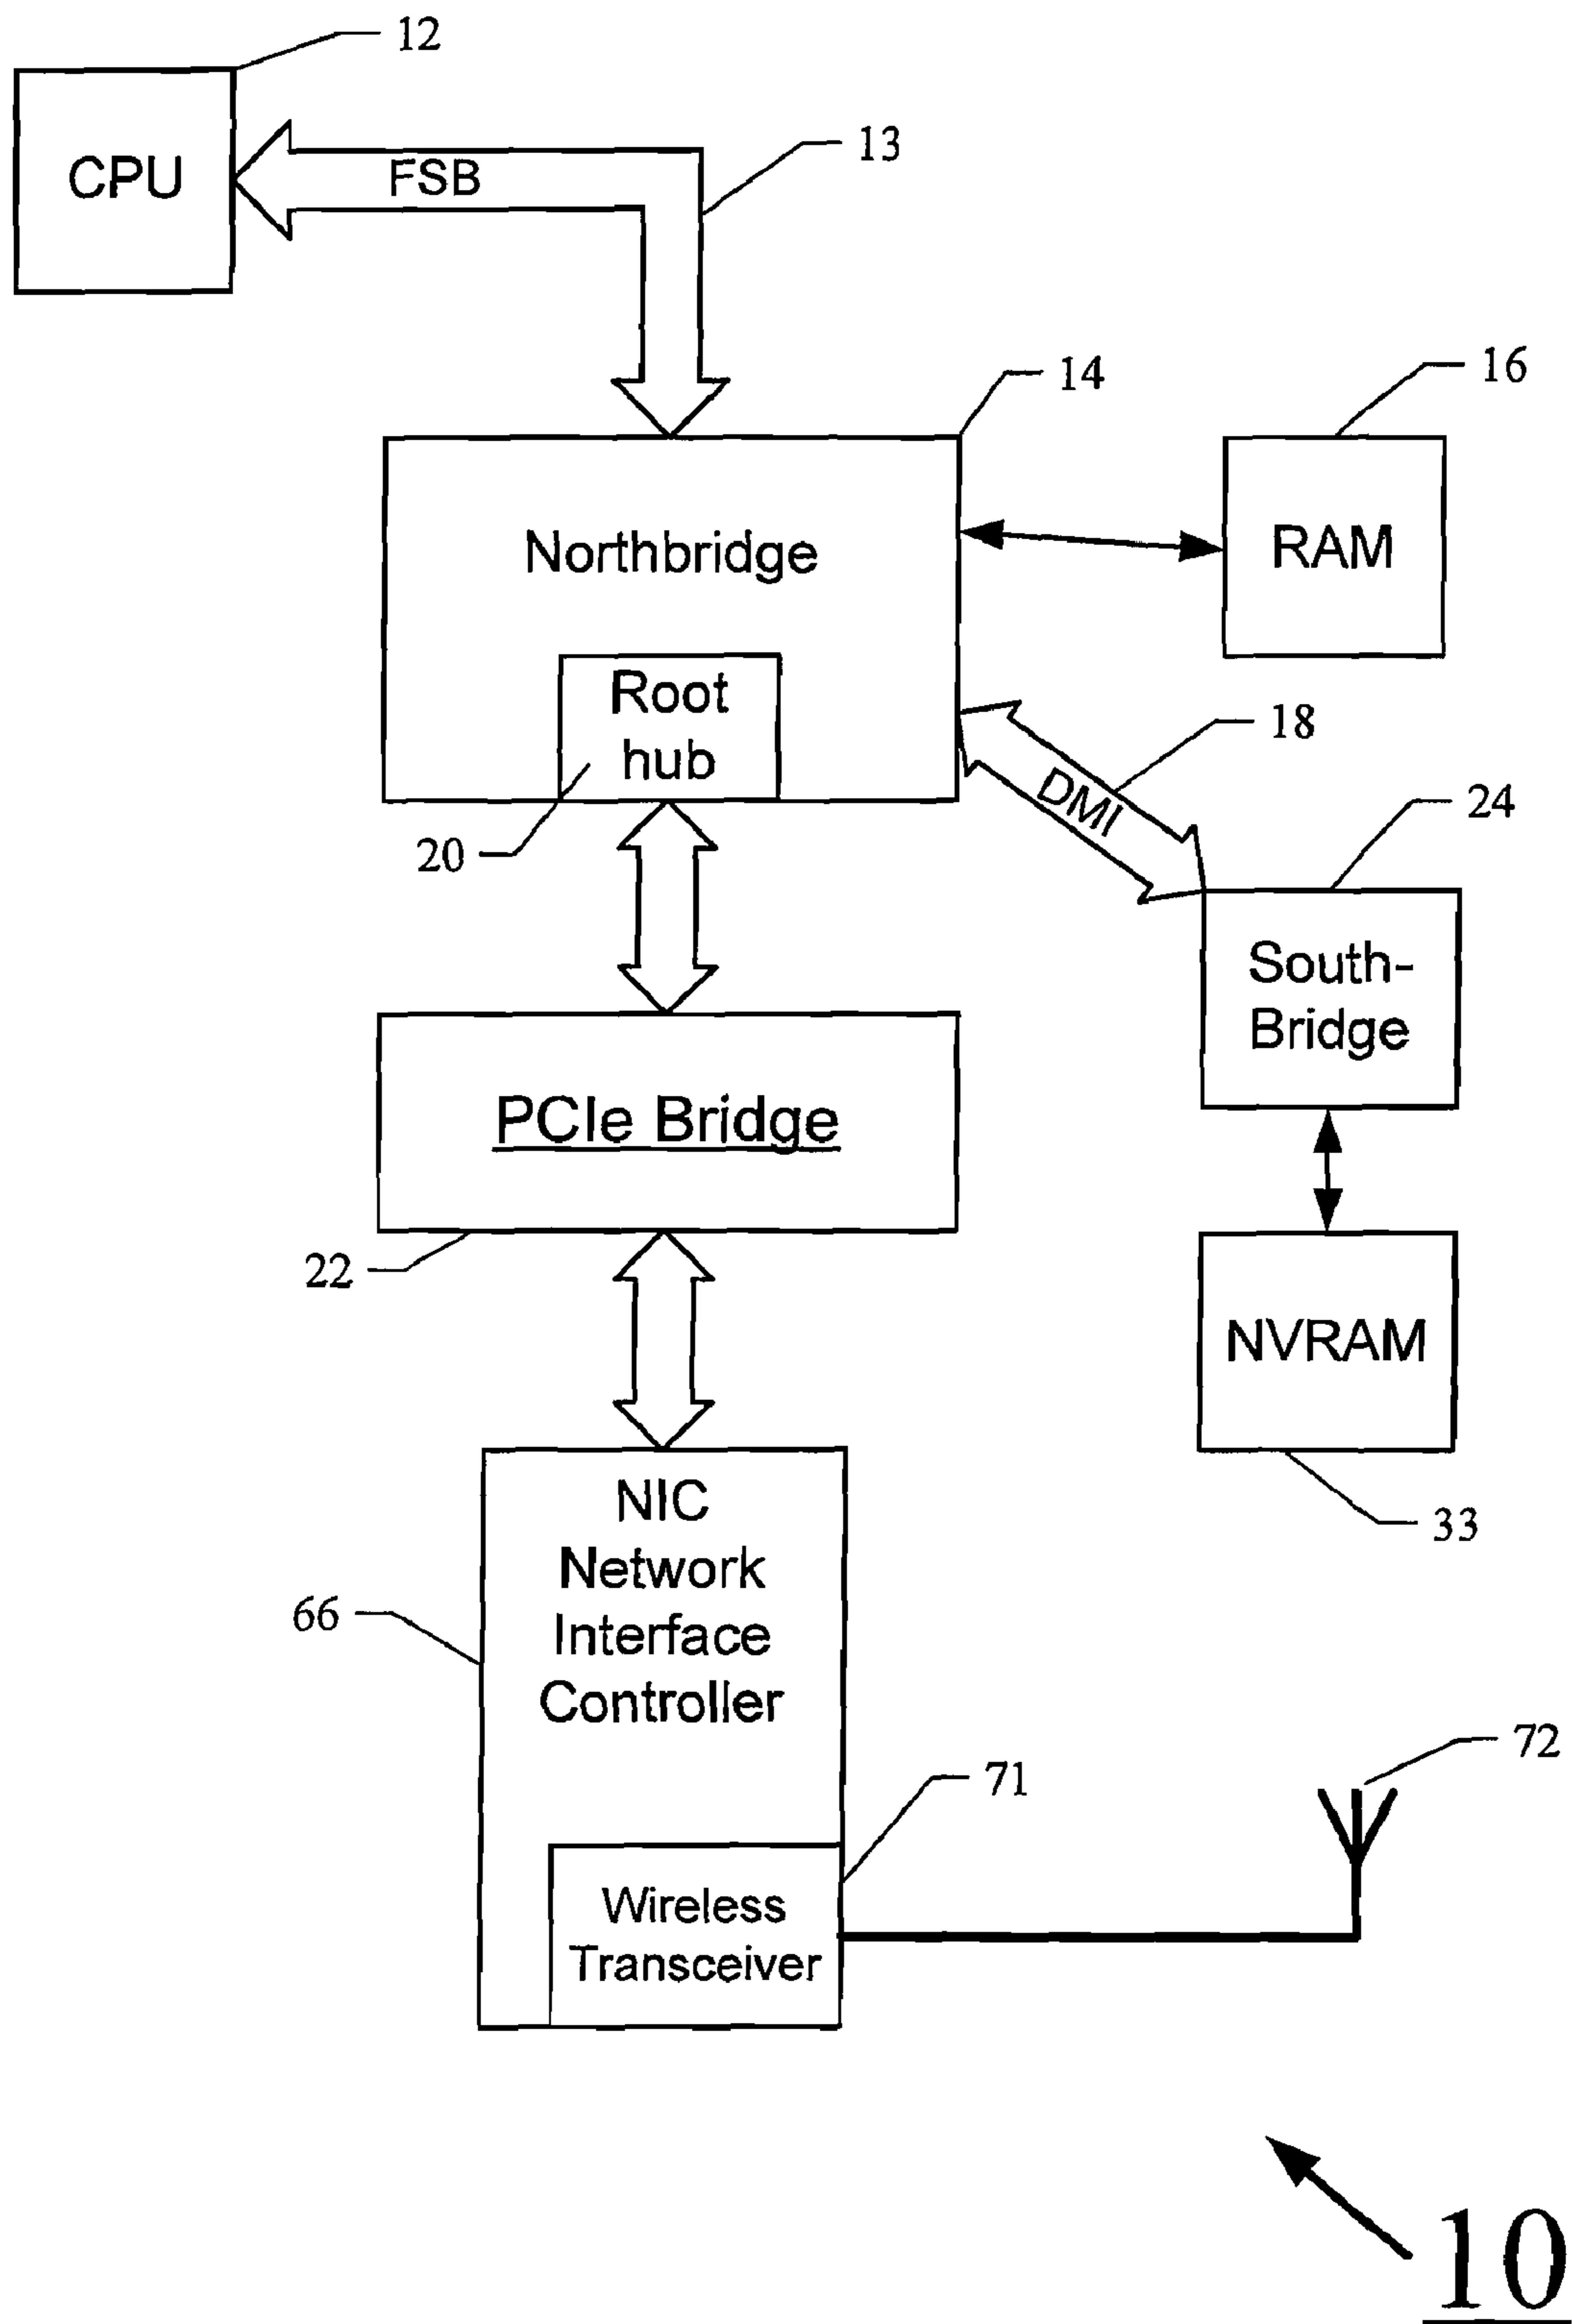 12
CPU
FSB
13
14
16
Northbridge
RAM
Root
hub
18
DMI
20
24
South-
Bridge
PCIe Bridge
22
NVRAM
33
NIC
Network
Interface
Controller
66
72
71
Wireless
Transceiver
10